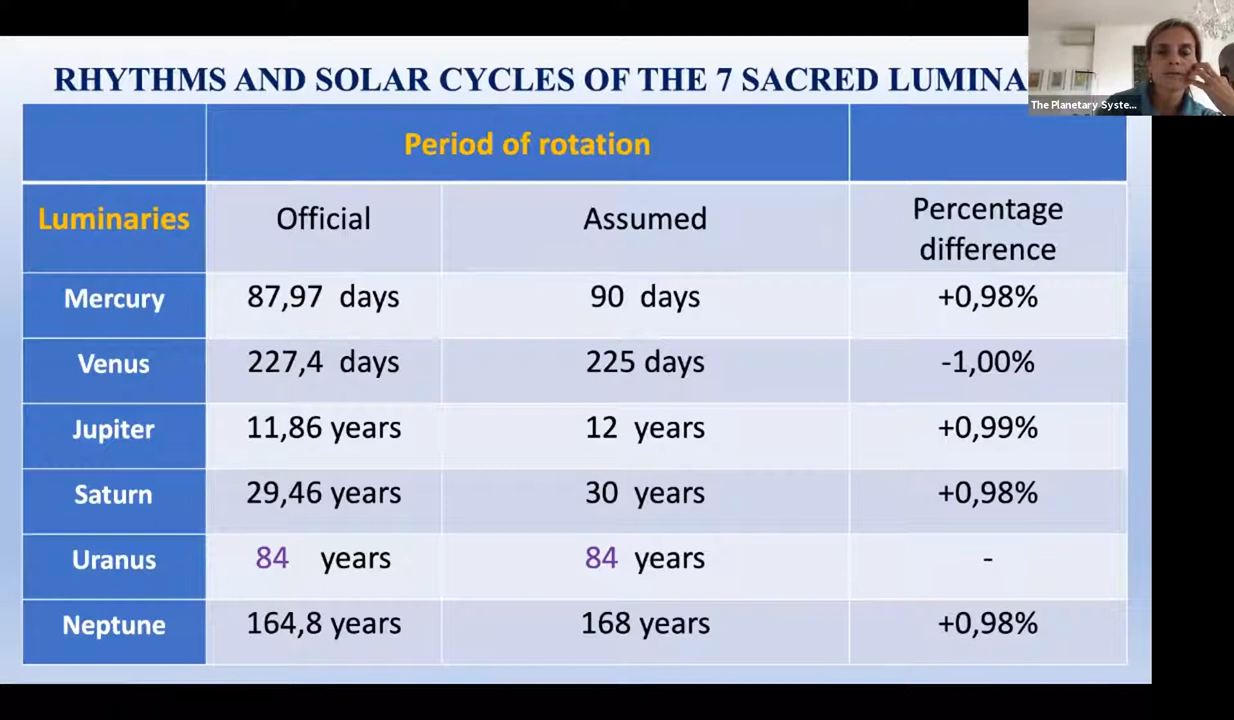 RHYTHMS AND SOLAR CYCLES OF THE 7 SACRED LUMINA
The Planetary Syste...
Period of rotation
Luminaries Official Assumed Percentage difference
Mercury 87,97 days 90 days +0,98%
Venus 227,4 days 225 days -1,00%
Jupiter 11,86 years 12 years +0,99%
Saturn 29,46 years 30 years +0,98%
Uranus 84 years 84 years -
Neptune 164,8 years 168 years +0,98%